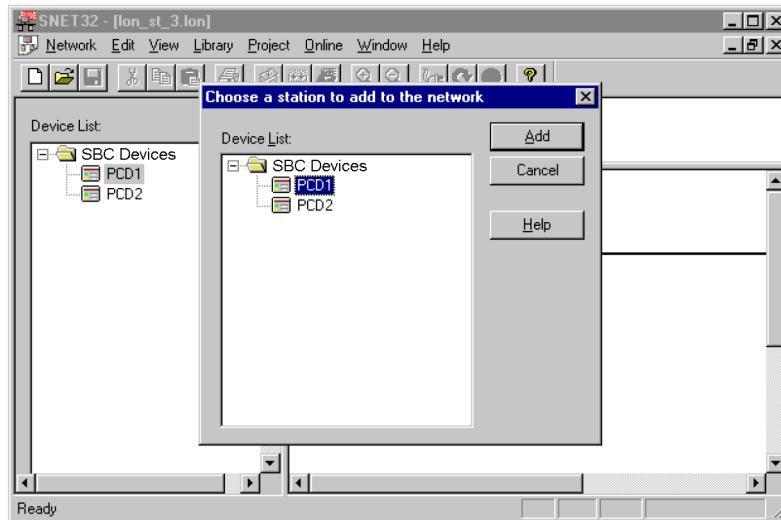 SNET32 - [lon_st_3.lon]
Network Edit View Library Project Online Window Help
Choose a station to add to the network
Device List:
SBC Devices
PCD1
PCD2
Device List:
SBC Devices
PCD1
PCD2
Add
Cancel
Help
Ready